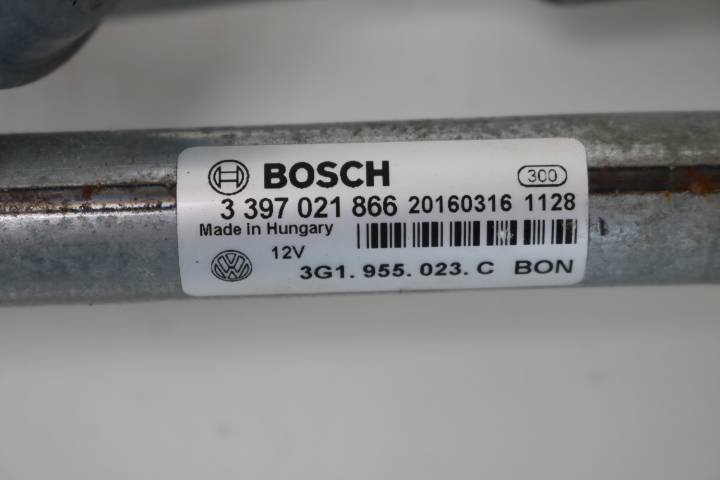 BOSCH 300
3 397 021 866 20160316 1128
Made in Hungary
12V
3G1. 955. 023. C BON